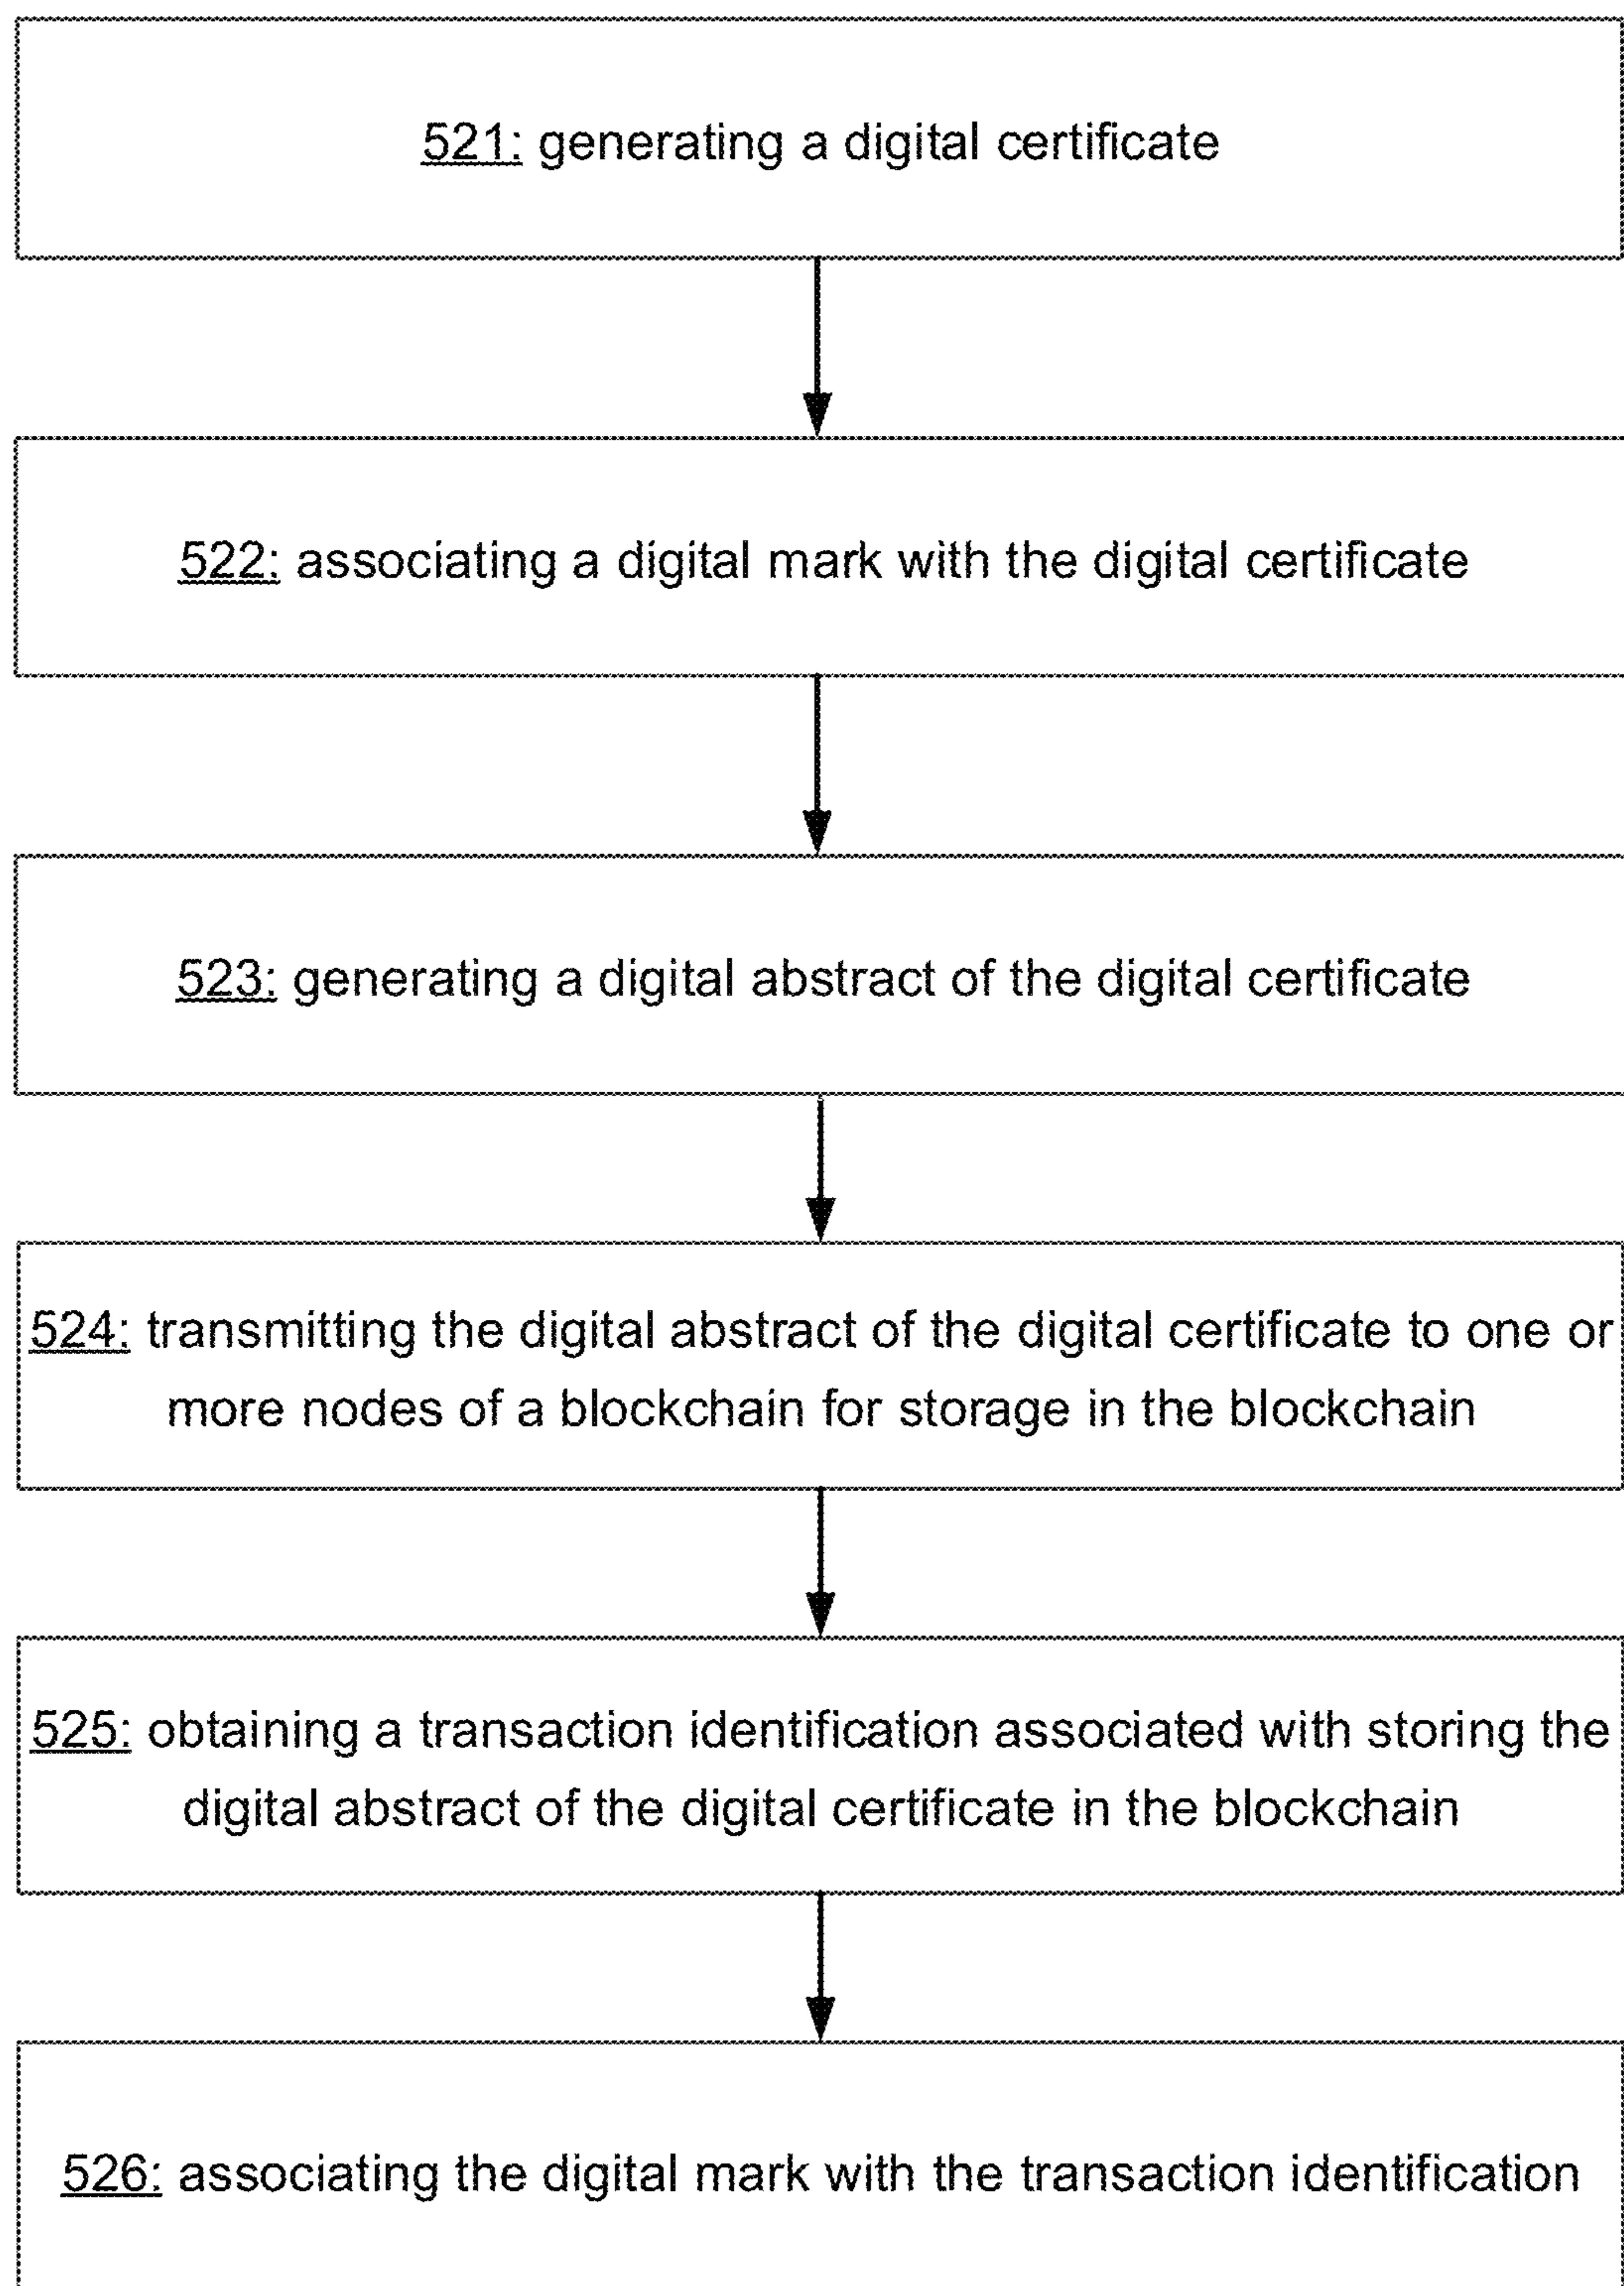 521: generating a digital certificate
522: associating a digital mark with the digital certificate
523: generating a digital abstract of the digital certificate
524: transmitting the digital abstract of the digital certificate to one or
more nodes of a blockchain for storage in the blockchain
525: obtaining a transaction identification associated with storing the
digital abstract of the digital certificate in the blockchain
526: associating the digital mark with the transaction identification